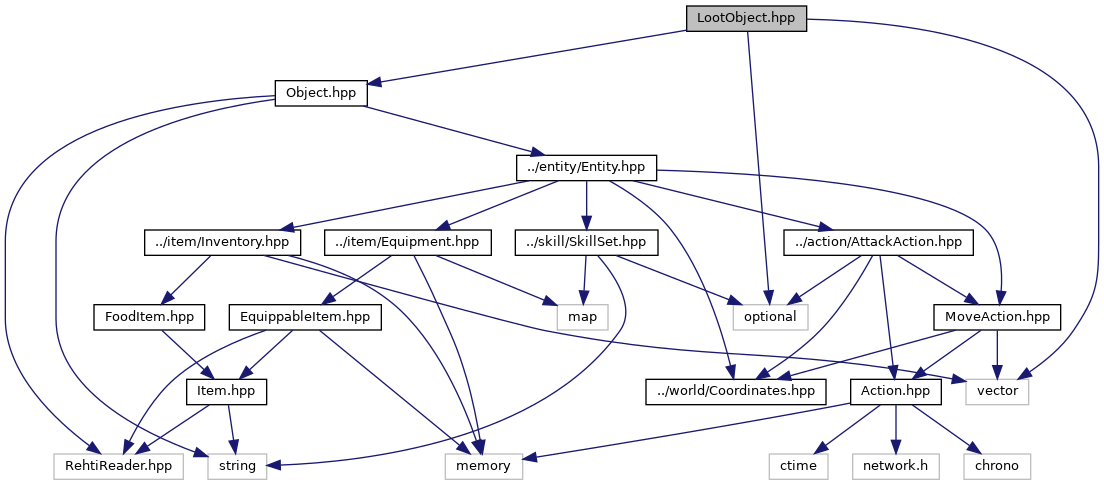 LootObject.hpp
Object.hpp
../entity/Entity.hpp
../item/Inventory.hpp
../item/Equipment.hpp
../skill/SkillSet.hpp
../action/AttackAction.hpp
FoodItem.hpp
EquippableItem.hpp
map
optional
MoveAction.hpp
Item.hpp
../world/Coordinates.hpp
Action.hpp
vector
RehtiReader.hpp
string
memory
ctime
network.h
chrono